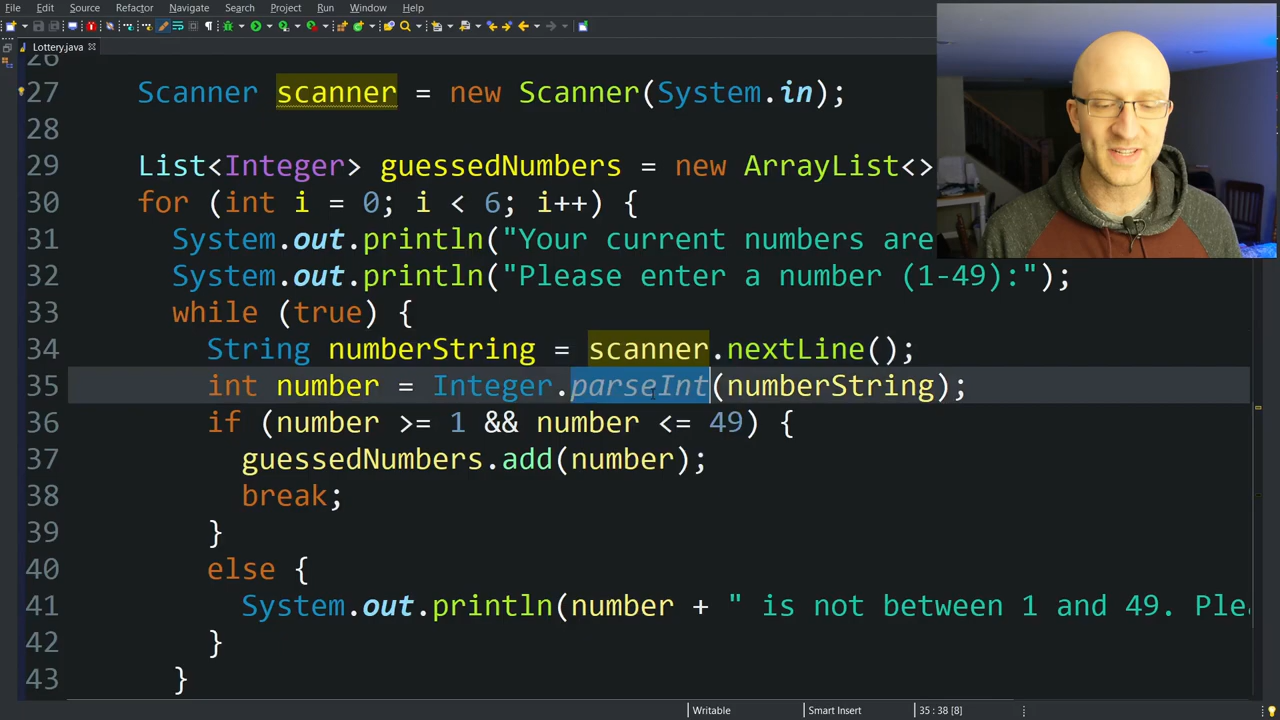 File Edit Source Refactor Navigate Search Project Run Window Help
Lottery.java
26
27 Scanner scanner = new Scanner(System.in);
28
29 List<Integer> guessedNumbers = new ArrayList<>
30 for (int i = 0; i < 6; i++) {
31 System.out.println("Your current numbers are
32 System.out.println("Please enter a number (1-49):");
33 while (true) {
34 String numberString = scanner.nextLine();
35 int number = Integer.parseInt(numberString);
36 if (number >= 1 && number <= 49) {
37 guessedNumbers.add(number);
38 break;
39 }
40 else {
41 System.out.println(number + " is not between 1 and 49. Ple
42 }
43 }
Writable Smart Insert 35 : 38 [8]